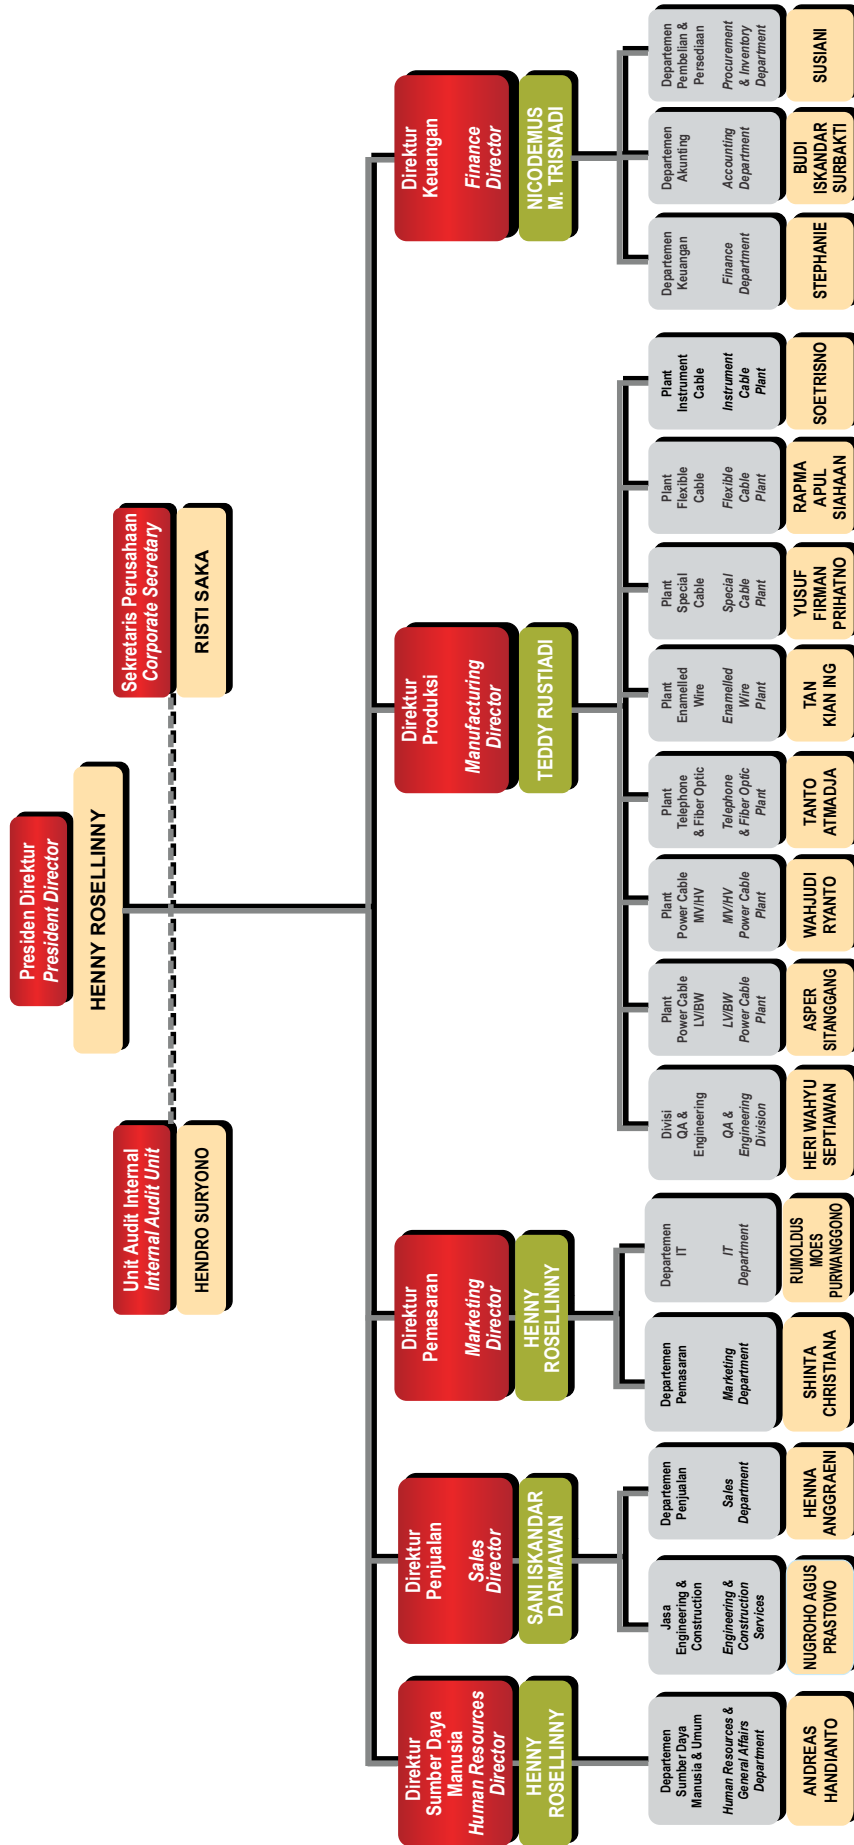 Presiden Direktur
President Director
HENNY ROSELLINNY
Unit Audit Internal
Internal Audit Unit
HENDRO SURYONO
Sekretaris Perusahaan
Corporate Secretary
RISTI SAKA
Direktur
Sumber Daya
Manusia
Human Resources
Director
HENNY
ROSELLINNY
Direktur
Penjualan
Sales
Director
SANI ISKANDAR
DARMAWAN
Direktur
Pemasaran
Marketing
Director
HENNY
ROSELLINNY
Direktur
Produksi
Manufacturing
Director
TEDDY RUSTIADI
Direktur
Keuangan
Finance
Director
NICODEMUS
M. TRISNADI
Departemen
Sumber Daya
Manusia & Umum
Human Resources &
General Affairs
Department
ANDREAS
HANDIANTO
Jasa
Engineering &
Construction
Engineering &
Construction
Services
NUGROHO AGUS
PRASTOWO
Departemen
Penjualan
Sales
Department
HENNA
ANGGRAENI
Departemen
Pemasaran
Marketing
Department
SHINTA
CHRISTIANA
Departemen
IT
IT
Department
RUMOLDUS
MOES
PURWANGGONO
Divisi
QA &
Engineering
QA &
Engineering
Division
HERI WAHYU
SEPTIAWAN
Plant
Power Cable
LV/BW
LV/BW
Power Cable
Plant
ASPER
SITANGGANG
Plant
Power Cable
MV/HV
MV/HV
Power Cable
Plant
WAHJUDI
RYANTO
Plant
Telephone
& Fiber Optic
Telephone
& Fiber Optic
Plant
TANTO
ATMADJA
Plant
Enamelled
Wire
Enamelled
Wire
Plant
TAN
KIAN ING
Plant
Special
Cable
Special
Cable
Plant
YUSUF
FIRMAN
PRIHATNO
Plant
Flexible
Cable
Flexible
Cable
Plant
RAPMA
APUL
SIAHAAN
Plant
Instrument
Cable
Instrument
Cable
Plant
SOETRISNO
Departemen
Keuangan
Finance
Department
STEPHANIE
Departemen
Akunting
Accounting
Department
BUDI
ISKANDAR
SURBAKTI
Departemen
Pembelian &
Persediaan
Procurement
& Inventory
Department
SUSIANI